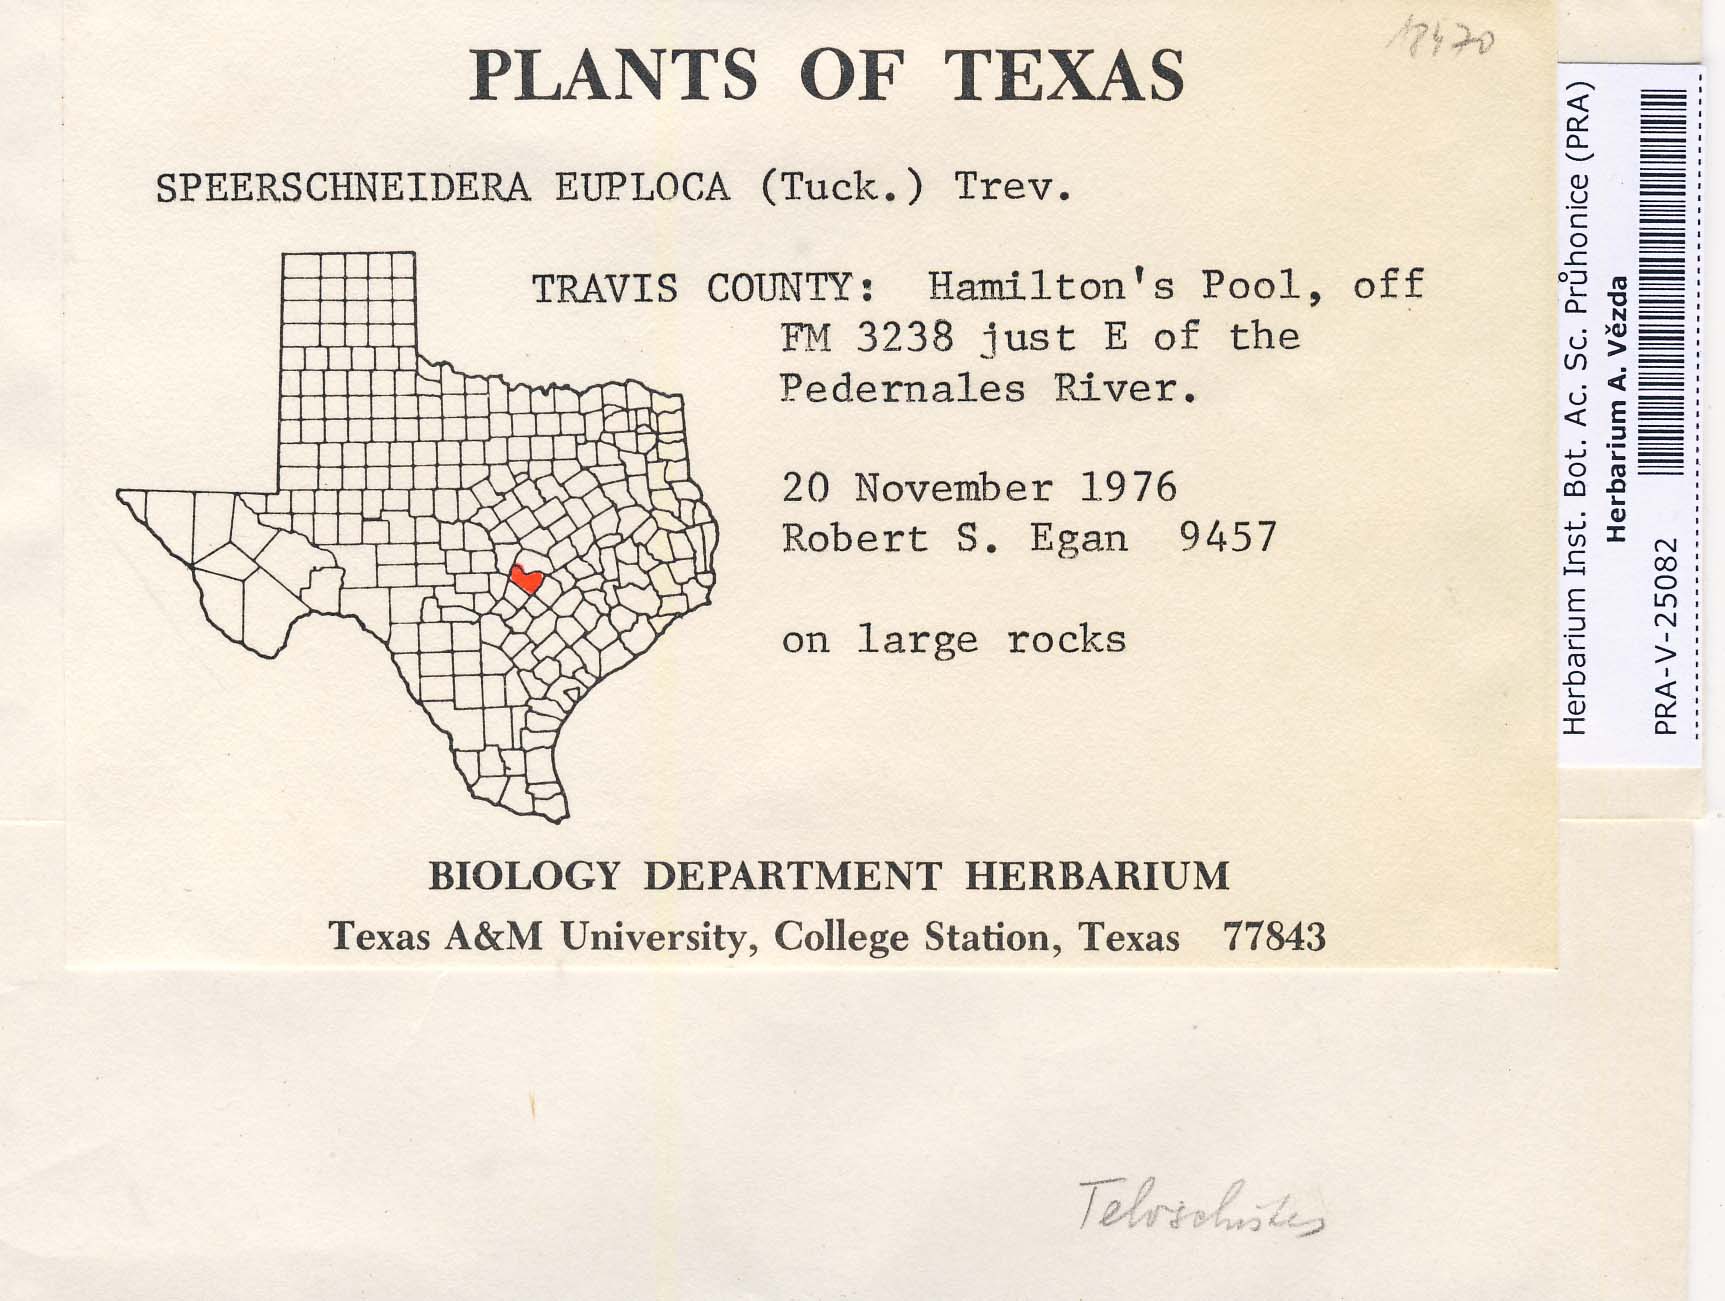 18470
PLANTS OF TEXAS
SPEERSCHNEIDERA EUPLOCA (Tuck.) Trev.
TRAVIS COUNTY: Hamilton's Pool, off
FM 3238 just E of the
Pedernales River.
20 November 1976
Robert S. Egan 9457
on large rocks
BIOLOGY DEPARTMENT HERBARIUM
Texas A&M University, College Station, Texas 77843
Herbarium Inst. Bot. Ac. Sc. Průhonice (PRA)
Herbarium A. Vězda
PRA-V-25082
Teloschistes